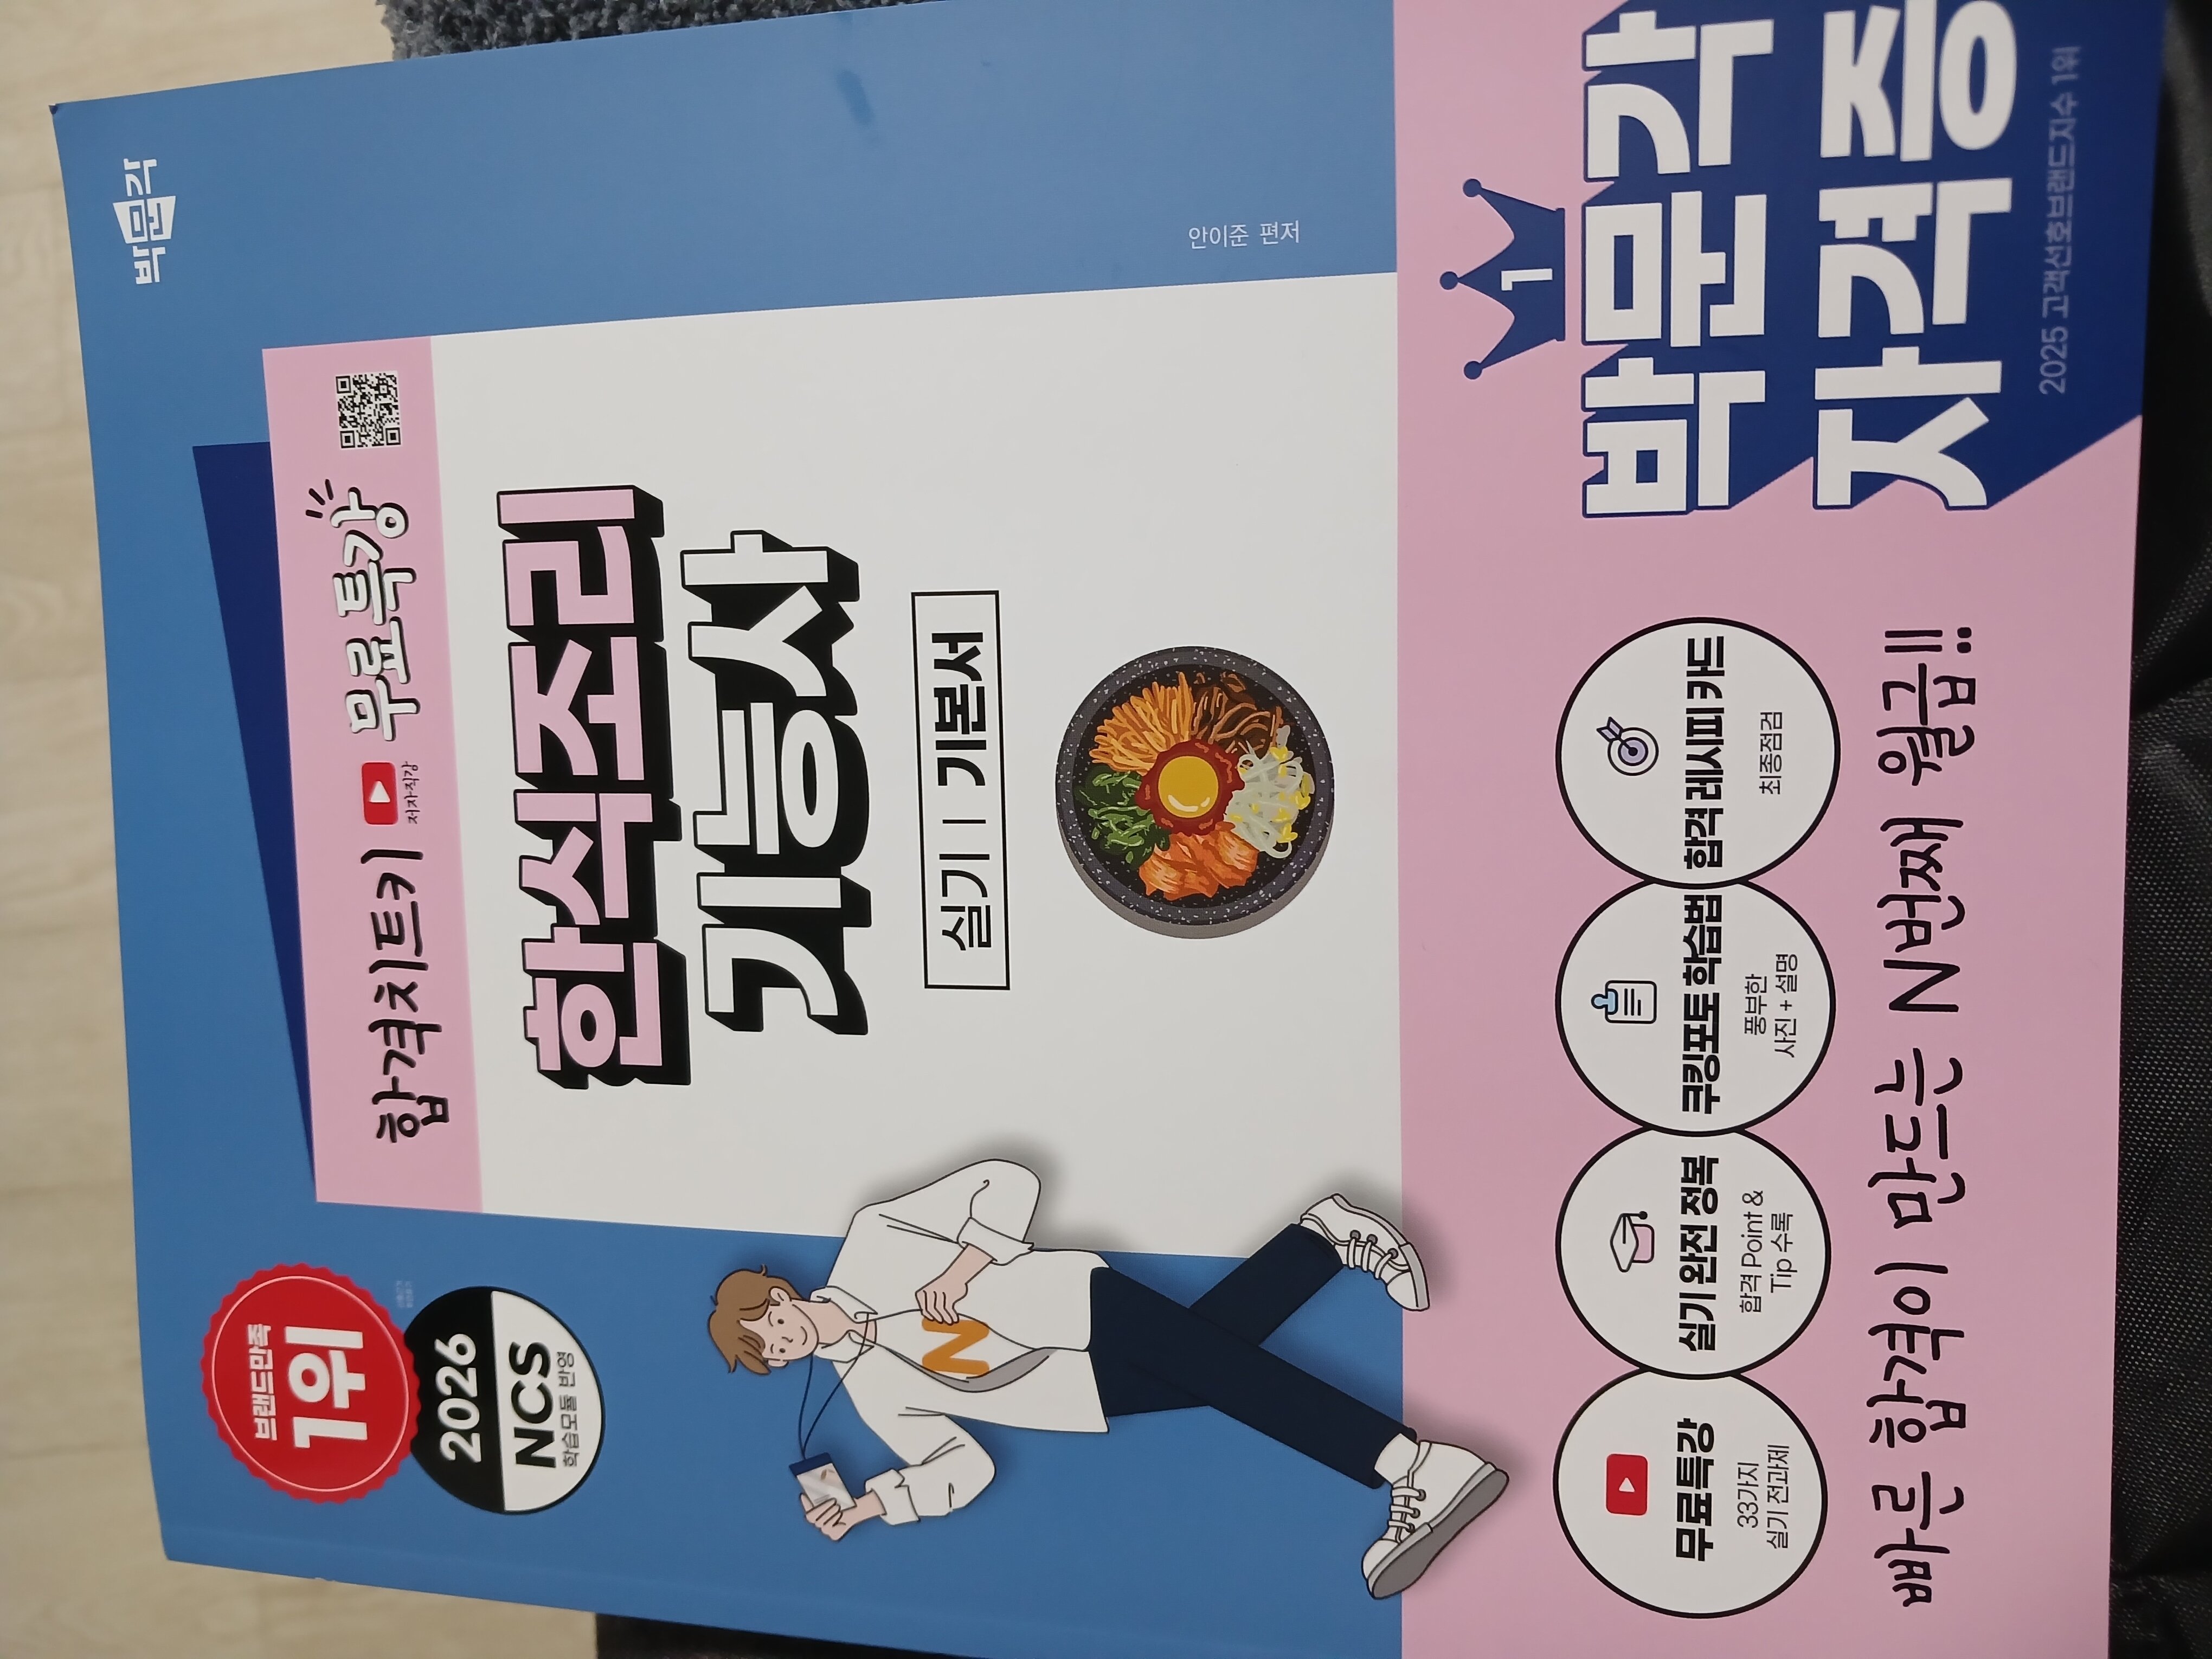 박문각
브랜드만족
1위
2026
NCS
학습모듈 반영
합격치트키
저자직강
무료특강
한식조리
기능사
실기 | 기본서
안이준 편저
N
무료특강
33가지
실기 전과제
실기 완전 정복
합격 Point &
Tip 수록
쿠킹포토 학습법
풍부한
사진 + 설명
합격 레시피 카드
최종점검
빠른 합격이 만드는 N번째 월급!!
1
박문각
자격증
2025 고객선호브랜드지수 1위